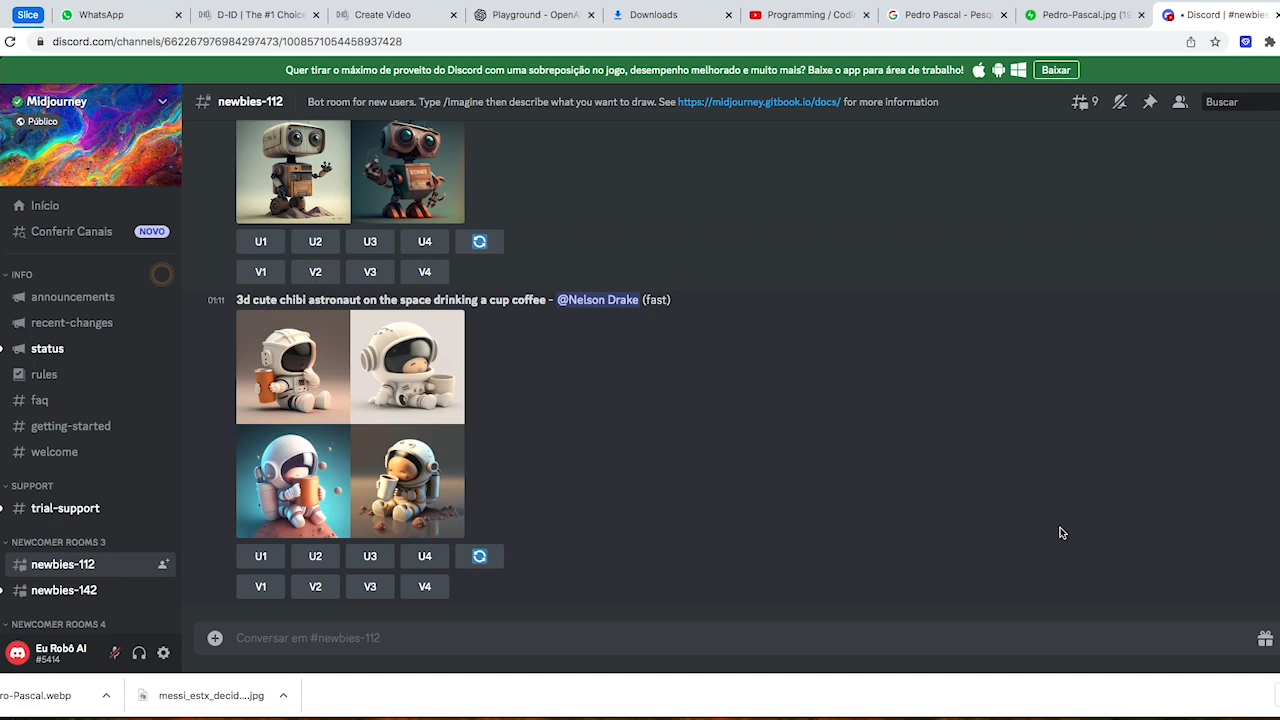 Slice
WhatsApp
D-ID | The #1 Choice
Create Video
Playground - OpenA
Downloads
Programming / Codi
Pedro Pascal - Pesq
Pedro-Pascal.jpg (19
• Discord | #newbies
discord.com/channels/662267976984297473/1008571054458937428
Quer tirar o máximo de proveito do Discord com uma sobreposição no jogo, desempenho melhorado e muito mais? Baixe o app para área de trabalho!
Baixar
Midjourney
Público
newbies-112
Bot room for new users. Type /imagine then describe what you want to draw. See https://midjourney.gitbook.io/docs/ for more information
9
Buscar
Início
Conferir Canais
NOVO
INFO
announcements
recent-changes
status
rules
faq
getting-started
welcome
SUPPORT
trial-support
NEWCOMER ROOMS 3
newbies-112
newbies-142
NEWCOMER ROOMS 4
Eu Robô AI
#5414
U1 U2 U3 U4
V1 V2 V3 V4
01:11 3d cute chibi astronaut on the space drinking a cup coffee - @Nelson Drake (fast)
U1 U2 U3 U4
V1 V2 V3 V4
Conversar em #newbies-112
ro-Pascal.webp
messi_estx_decid....jpg